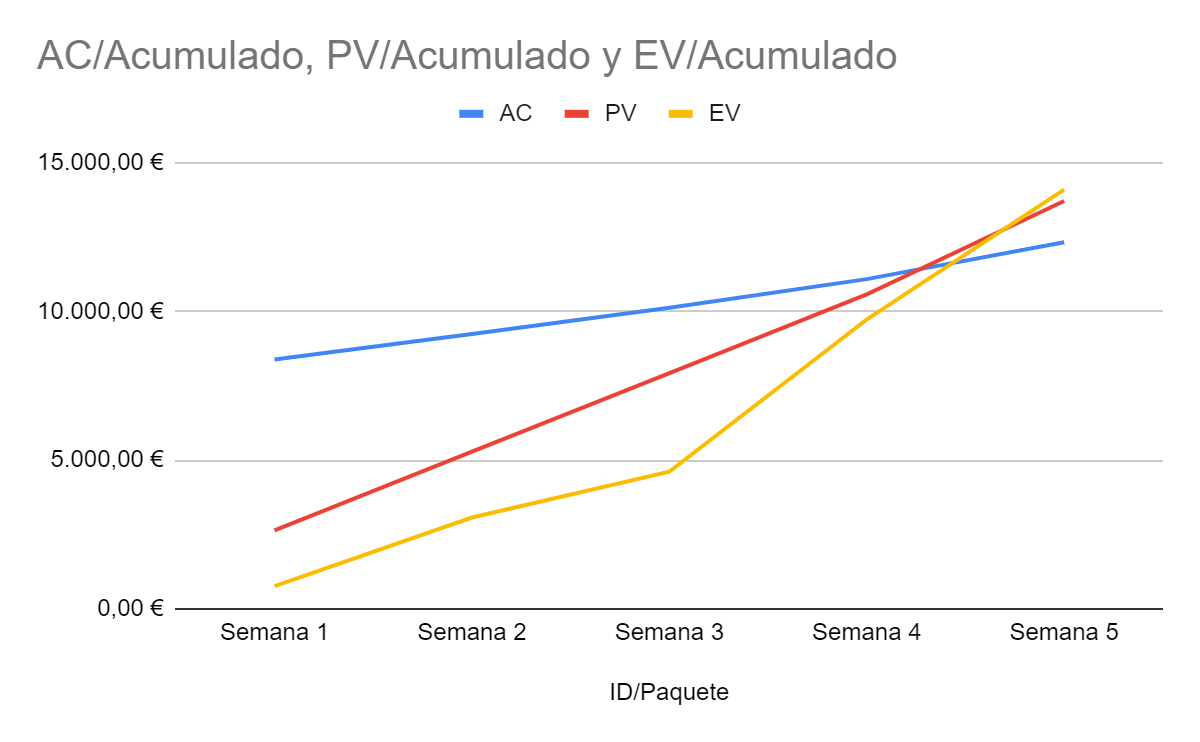 AC/Acumulado, PV/Acumulado y EV/Acumulado
AC PV EV
15.000,00 €
10.000,00 €
5.000,00 €
0,00 €
Semana 1 Semana 2 Semana 3 Semana 4 Semana 5
ID/Paquete